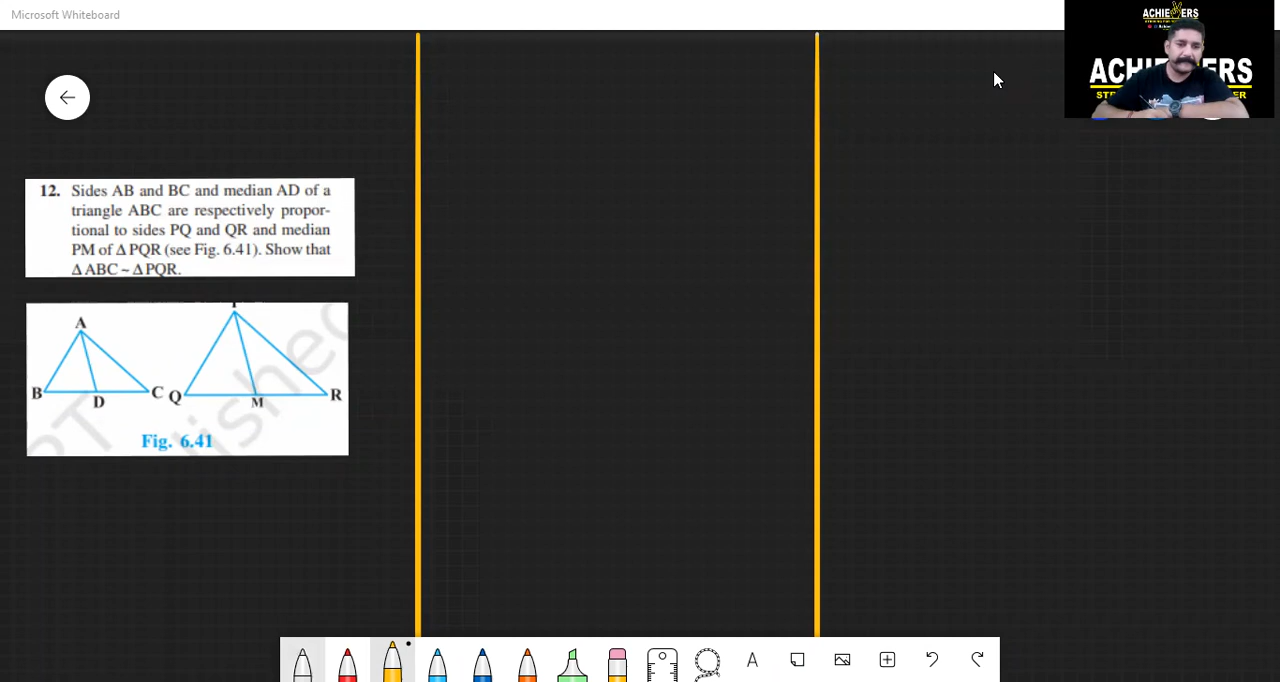 Microsoft Whiteboard
ACHIEVERS
ACHIE ERS
12. Sides AB and BC and median AD of a
triangle ABC are respectively propor-
tional to sides PQ and QR and median
PM of Δ PQR (see Fig. 6.41). Show that
Δ ABC ~ Δ PQR.
A
B D C Q M R
Fig. 6.41
A